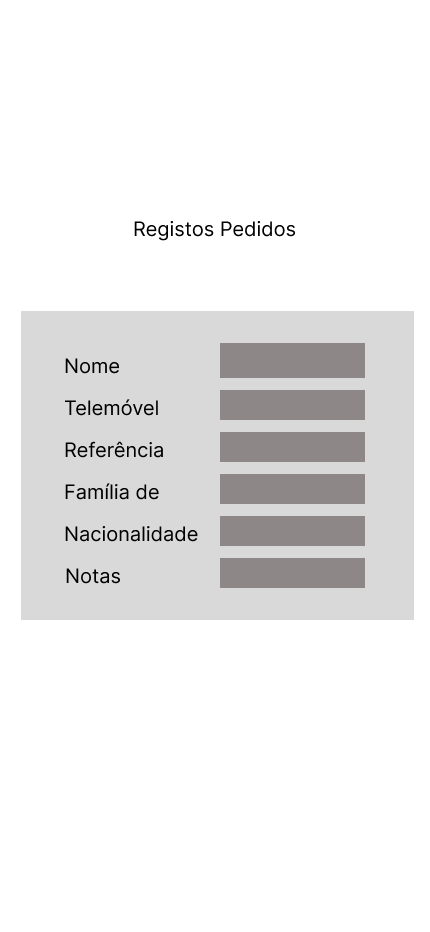 Registos Pedidos
Nome
Telemóvel
Referência
Família de
Nacionalidade
Notas